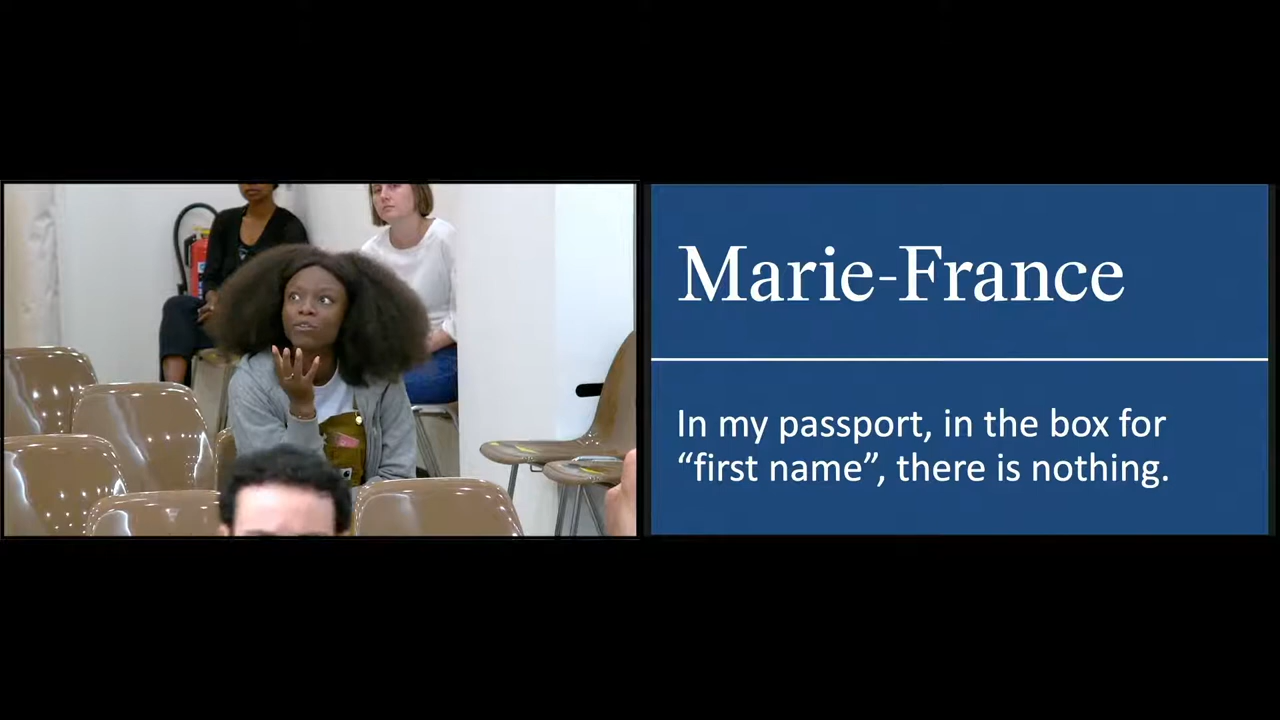 Marie-France
In my passport, in the box for
“first name”, there is nothing.